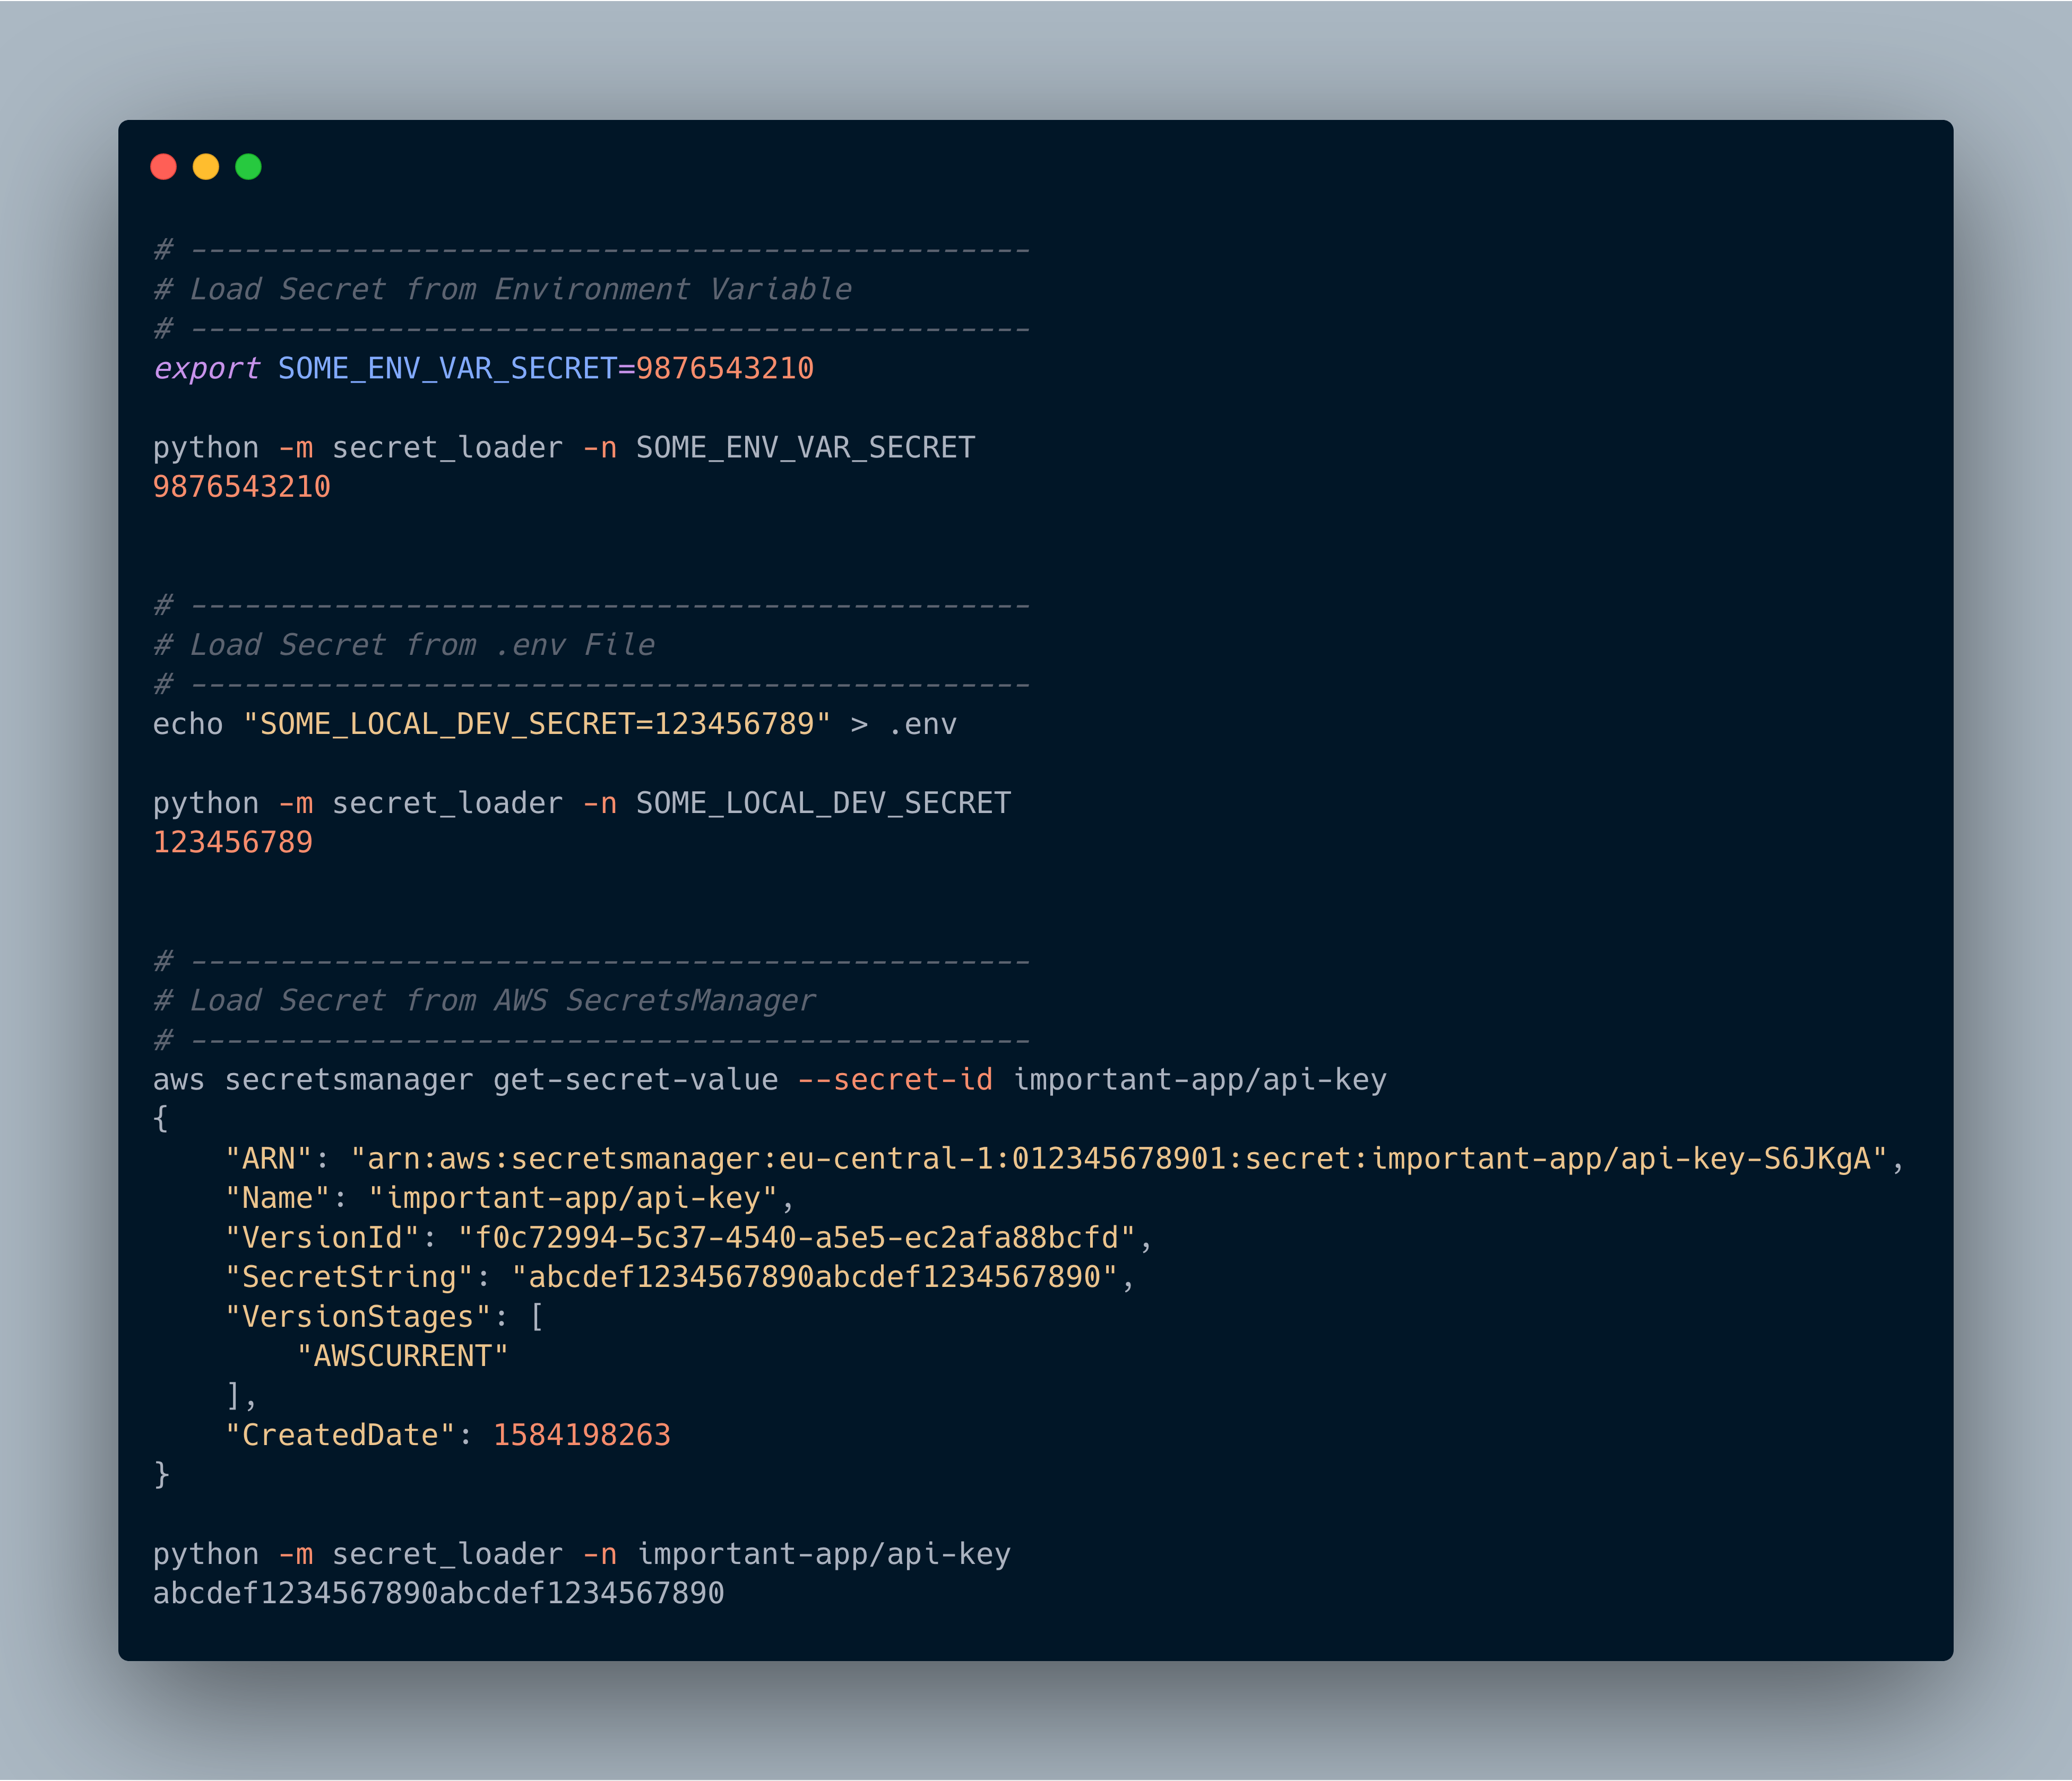 # -----------------------------------------------
# Load Secret from Environment Variable
# -----------------------------------------------
export SOME_ENV_VAR_SECRET=9876543210
python -m secret_loader -n SOME_ENV_VAR_SECRET
9876543210
# -----------------------------------------------
# Load Secret from .env File
# -----------------------------------------------
echo "SOME_LOCAL_DEV_SECRET=123456789" > .env
python -m secret_loader -n SOME_LOCAL_DEV_SECRET
123456789
# -----------------------------------------------
# Load Secret from AWS SecretsManager
# -----------------------------------------------
aws secretsmanager get-secret-value --secret-id important-app/api-key
{
    "ARN": "arn:aws:secretsmanager:eu-central-1:012345678901:secret:important-app/api-key-S6JKgA",
    "Name": "important-app/api-key",
    "VersionId": "f0c72994-5c37-4540-a5e5-ec2afa88bcfd",
    "SecretString": "abcdef1234567890abcdef1234567890",
    "VersionStages": [
        "AWSCURRENT"
    ],
    "CreatedDate": 1584198263
}
python -m secret_loader -n important-app/api-key
abcdef1234567890abcdef1234567890